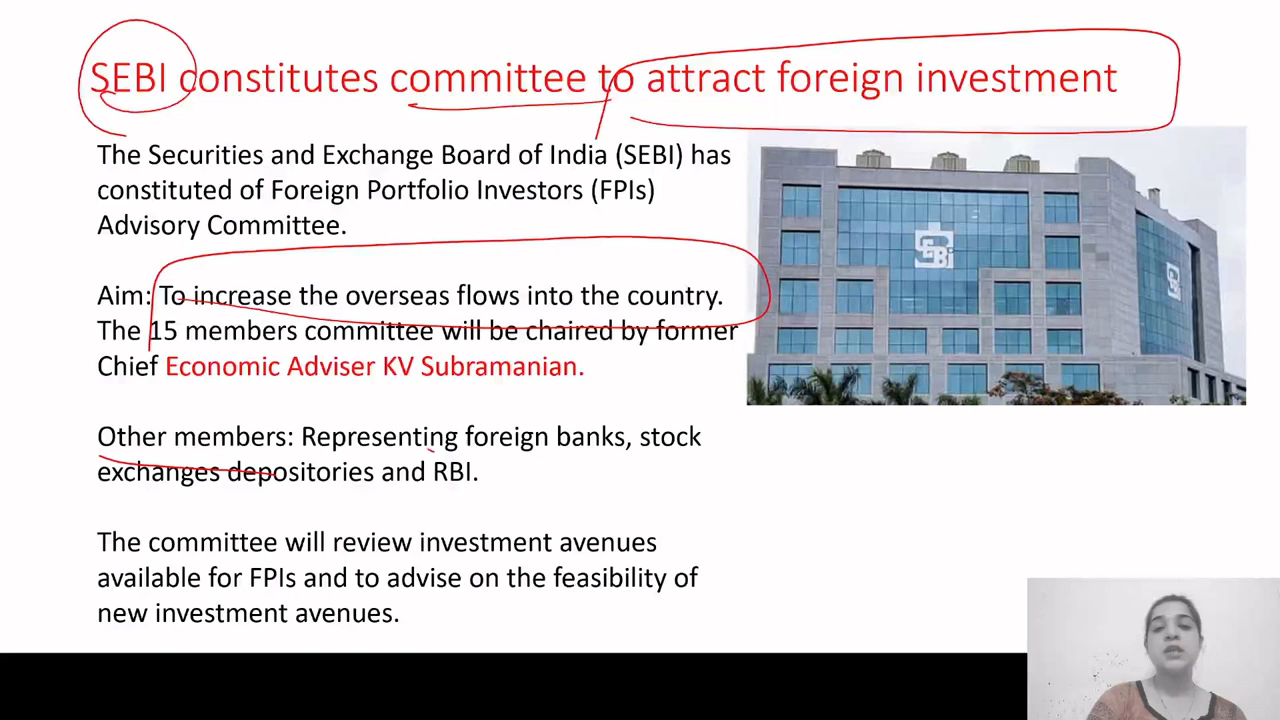 SEBI constitutes committee to attract foreign investment
The Securities and Exchange Board of India (SEBI) has
constituted of Foreign Portfolio Investors (FPIs)
Advisory Committee.
Aim: To increase the overseas flows into the country.
The 15 members committee will be chaired by former
Chief Economic Adviser KV Subramanian.
Other members: Representing foreign banks, stock
exchanges depositories and RBI.
The committee will review investment avenues
available for FPIs and to advise on the feasibility of
new investment avenues.
SEBI
SEBI